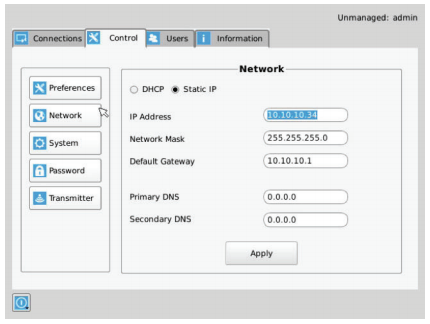 Unmanaged: admin
Connections Control Users Information
Preferences
Network
System
Password
Transmitter
Network
DHCP Static IP
IP Address 10.10.10.34
Network Mask 255.255.255.0
Default Gateway 10.10.10.1
Primary DNS 0.0.0.0
Secondary DNS 0.0.0.0
Apply